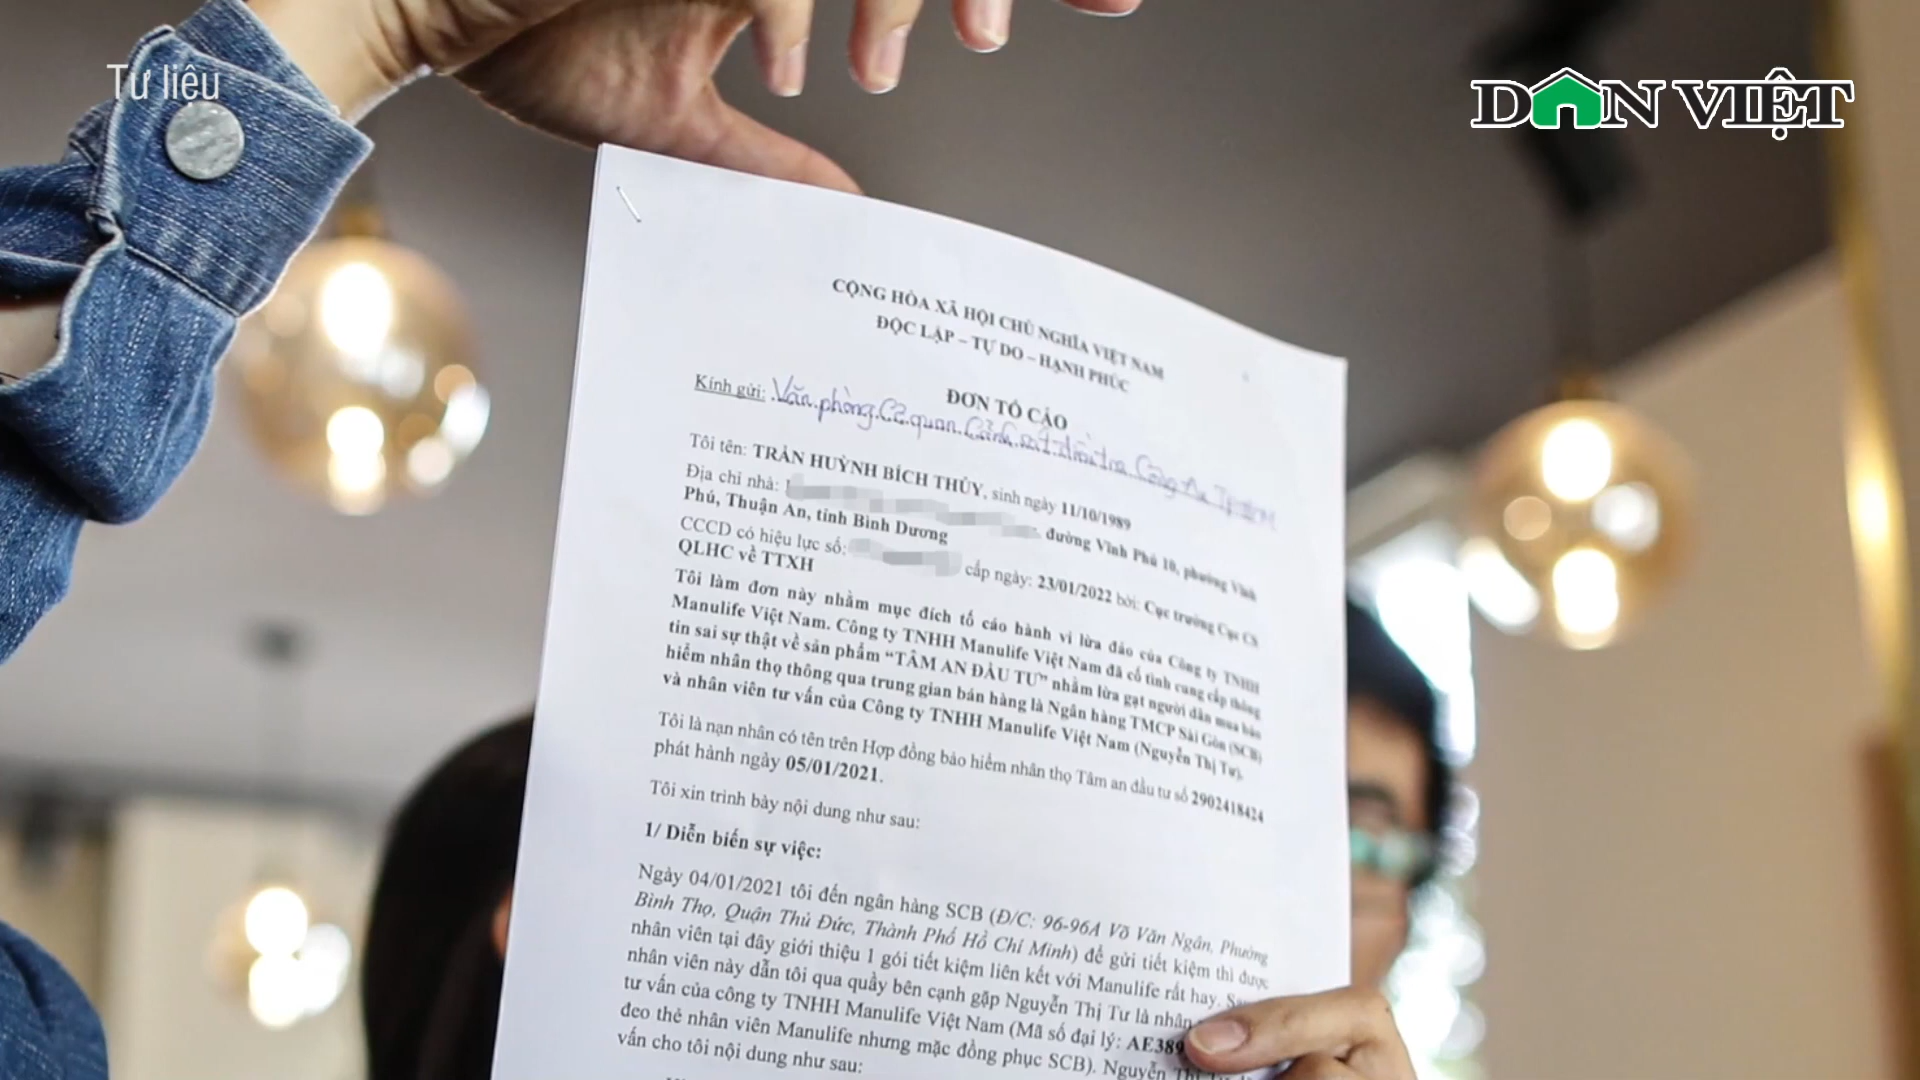 Tư liệu
DÂN VIỆT
CỘNG HÒA XÃ HỘI CHỦ NGHĨA VIỆT NAM
ĐỘC LẬP – TỰ DO – HẠNH PHÚC
ĐƠN TỐ CÁO
Kính gửi: Văn phòng Cơ quan Cảnh sát điều tra Công An Tp HCM
Tôi tên: TRẦN HUỲNH BÍCH THỦY, sinh ngày 11/10/1989
Địa chỉ nhà: , đường Vĩnh Phú 10, phường Vĩnh
Phú, Thuận An, tỉnh Bình Dương
CCCD có hiệu lực số: cấp ngày: 23/01/2022 bởi: Cục trưởng Cục CS
QLHC về TTXH
Tôi làm đơn này nhằm mục đích tố cáo hành vi lừa đảo của Công ty TNHH
Manulife Việt Nam. Công ty TNHH Manulife Việt Nam đã cố tình cung cấp thông
tin sai sự thật về sản phẩm “TÂM AN ĐẦU TƯ” nhằm lừa gạt người dân mua bảo
hiểm nhân thọ thông qua trung gian bán hàng là Ngân hàng TMCP Sài Gòn (SCB)
và nhân viên tư vấn của Công ty TNHH Manulife Việt Nam (Nguyễn Thị Tư).
Tôi là nạn nhân có tên trên Hợp đồng bảo hiểm nhân thọ Tâm an đầu tư số 2902418424
phát hành ngày 05/01/2021.
Tôi xin trình bày nội dung như sau:
1/ Diễn biến sự việc:
Ngày 04/01/2021 tôi đến ngân hàng SCB (Đ/C: 96-96A Võ Văn Ngân, Phường
Bình Thọ, Quận Thủ Đức, Thành Phố Hồ Chí Minh) để gửi tiết kiệm thì được
nhân viên tại đây giới thiệu 1 gói tiết kiệm liên kết với Manulife rất hay.
nhân viên này dẫn tôi qua quầy bên cạnh gặp Nguyễn Thị Tư là nhân
tư vấn của công ty TNHH Manulife Việt Nam (Mã số đại lý: AE389
đeo thẻ nhân viên Manulife nhưng mặc đồng phục SCB). Nguyễn Thị
vấn cho tôi nội dung như sau: